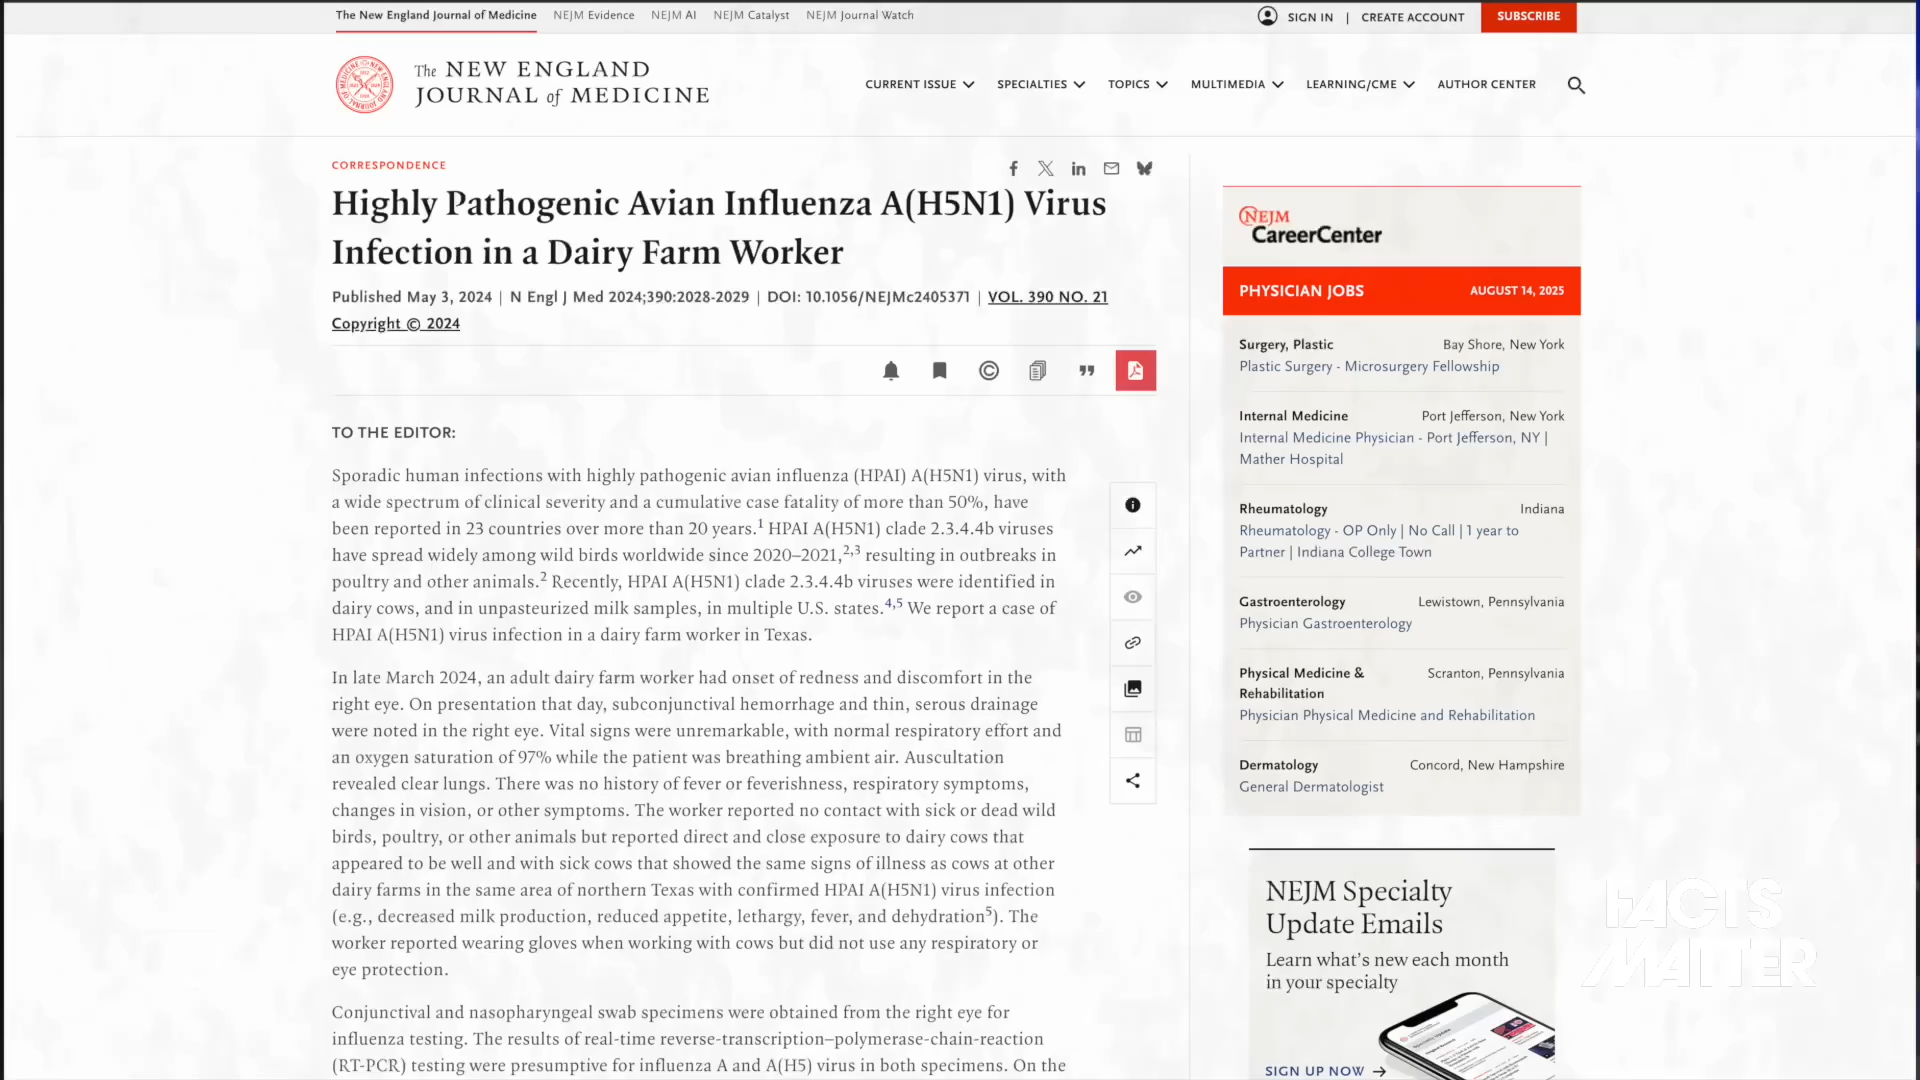 The New England Journal of Medicine NEJM Evidence NEJM AI NEJM Catalyst NEJM Journal Watch
SIGN IN | CREATE ACCOUNT SUBSCRIBE
The NEW ENGLAND
JOURNAL of MEDICINE
CURRENT ISSUE SPECIALTIES TOPICS MULTIMEDIA LEARNING/CME AUTHOR CENTER
CORRESPONDENCE
Highly Pathogenic Avian Influenza A(H5N1) Virus
Infection in a Dairy Farm Worker
Published May 3, 2024 | N Engl J Med 2024;390:2028-2029 | DOI: 10.1056/NEJMc2405371 | VOL. 390 NO. 21
Copyright © 2024
TO THE EDITOR:
Sporadic human infections with highly pathogenic avian influenza (HPAI) A(H5N1) virus, with
a wide spectrum of clinical severity and a cumulative case fatality of more than 50%, have
been reported in 23 countries over more than 20 years.1 HPAI A(H5N1) clade 2.3.4.4b viruses
have spread widely among wild birds worldwide since 2020–2021,2,3 resulting in outbreaks in
poultry and other animals.2 Recently, HPAI A(H5N1) clade 2.3.4.4b viruses were identified in
dairy cows, and in unpasteurized milk samples, in multiple U.S. states.4,5 We report a case of
HPAI A(H5N1) virus infection in a dairy farm worker in Texas.
In late March 2024, an adult dairy farm worker had onset of redness and discomfort in the
right eye. On presentation that day, subconjunctival hemorrhage and thin, serous drainage
were noted in the right eye. Vital signs were unremarkable, with normal respiratory effort and
an oxygen saturation of 97% while the patient was breathing ambient air. Auscultation
revealed clear lungs. There was no history of fever or feverishness, respiratory symptoms,
changes in vision, or other symptoms. The worker reported no contact with sick or dead wild
birds, poultry, or other animals but reported direct and close exposure to dairy cows that
appeared to be well and with sick cows that showed the same signs of illness as cows at other
dairy farms in the same area of northern Texas with confirmed HPAI A(H5N1) virus infection
(e.g., decreased milk production, reduced appetite, lethargy, fever, and dehydration5). The
worker reported wearing gloves when working with cows but did not use any respiratory or
eye protection.
Conjunctival and nasopharyngeal swab specimens were obtained from the right eye for
influenza testing. The results of real-time reverse-transcription–polymerase-chain-reaction
(RT-PCR) testing were presumptive for influenza A and A(H5) virus in both specimens. On the
NEJM
CareerCenter
PHYSICIAN JOBS AUGUST 14, 2025
Surgery, Plastic Bay Shore, New York
Plastic Surgery - Microsurgery Fellowship
Internal Medicine Port Jefferson, New York
Internal Medicine Physician - Port Jefferson, NY |
Mather Hospital
Rheumatology Indiana
Rheumatology - OP Only | No Call | 1 year to
Partner | Indiana College Town
Gastroenterology Lewistown, Pennsylvania
Physician Gastroenterology
Physical Medicine & Scranton, Pennsylvania
Rehabilitation
Physician Physical Medicine and Rehabilitation
Dermatology Concord, New Hampshire
General Dermatologist
NEJM Specialty
Update Emails
Learn what's new each month
in your specialty
SIGN UP NOW →
FACTS
MATTER